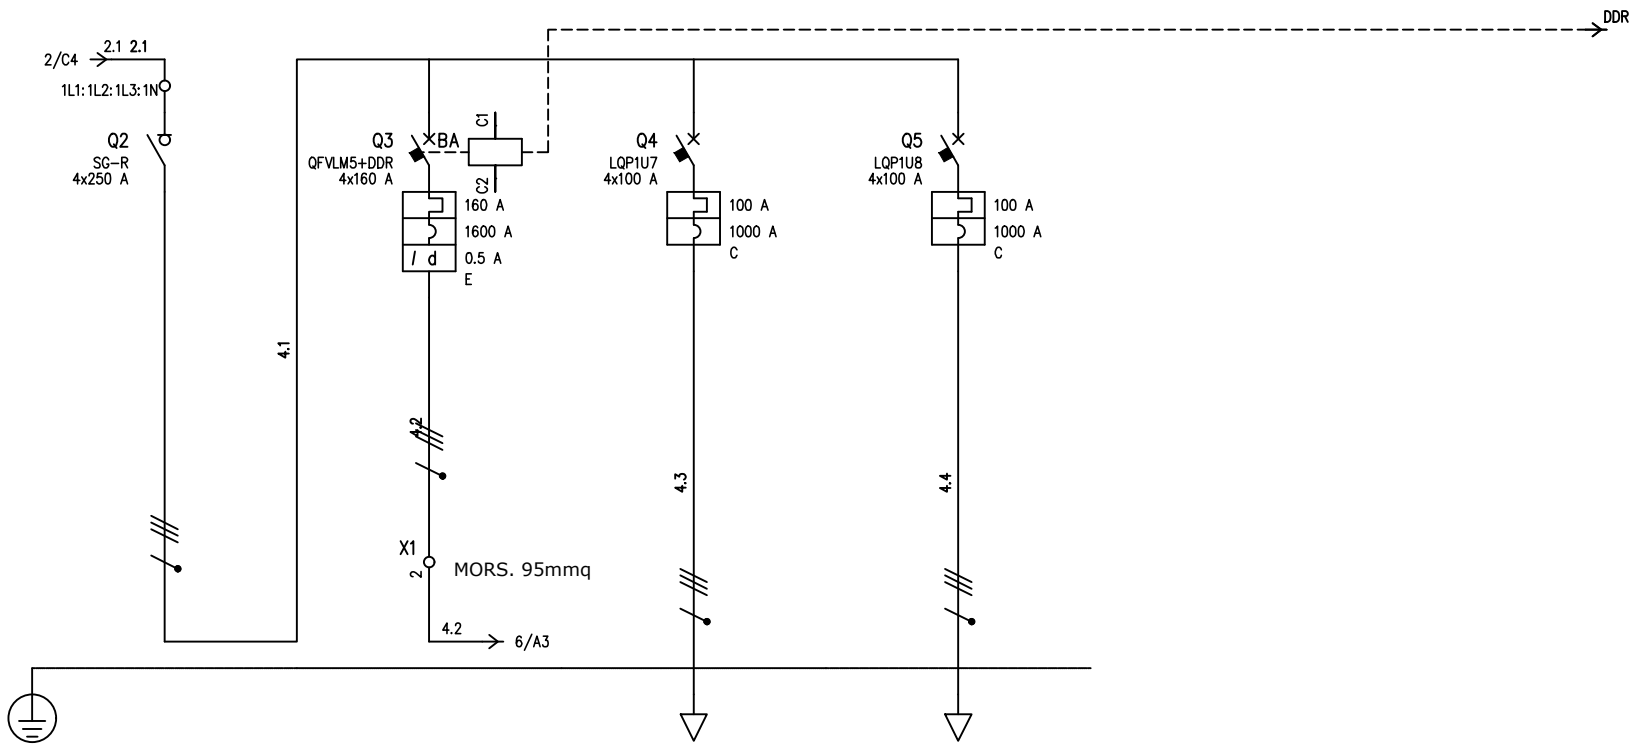 DDR
2.1 2.1
2/C4
1L1:1L2:1L3:1N
Q2
SG-R
4x250 A
4.1
Q3
QFVLM5+DDR
4x160 A
BA
C1
C2
160 A
1600 A
I d
0.5 A
E
4.2
X1
2
MORS. 95mmq
4.2
6/A3
Q4
LQP1U7
4x100 A
100 A
1000 A
C
4.3
Q5
LQP1U8
4x100 A
100 A
1000 A
C
4.4